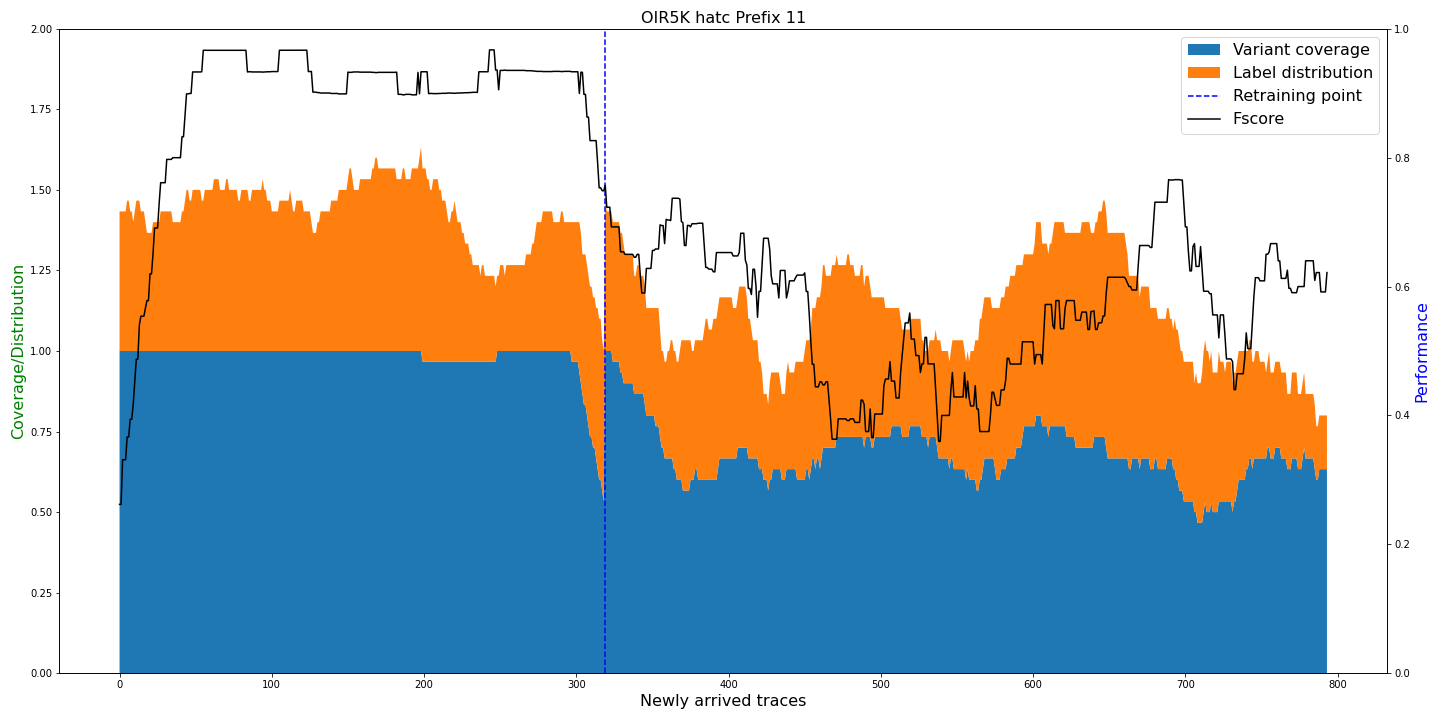 OIR5K hatc Prefix 11
2.00
1.75
1.50
1.25
1.00
0.75
0.50
0.25
0.00
Coverage/Distribution
Variant coverage
Label distribution
Retraining point
Fscore
1.0
0.8
0.6
0.4
0.2
0.0
Performance
0 100 200 300 400 500 600 700 800
Newly arrived traces